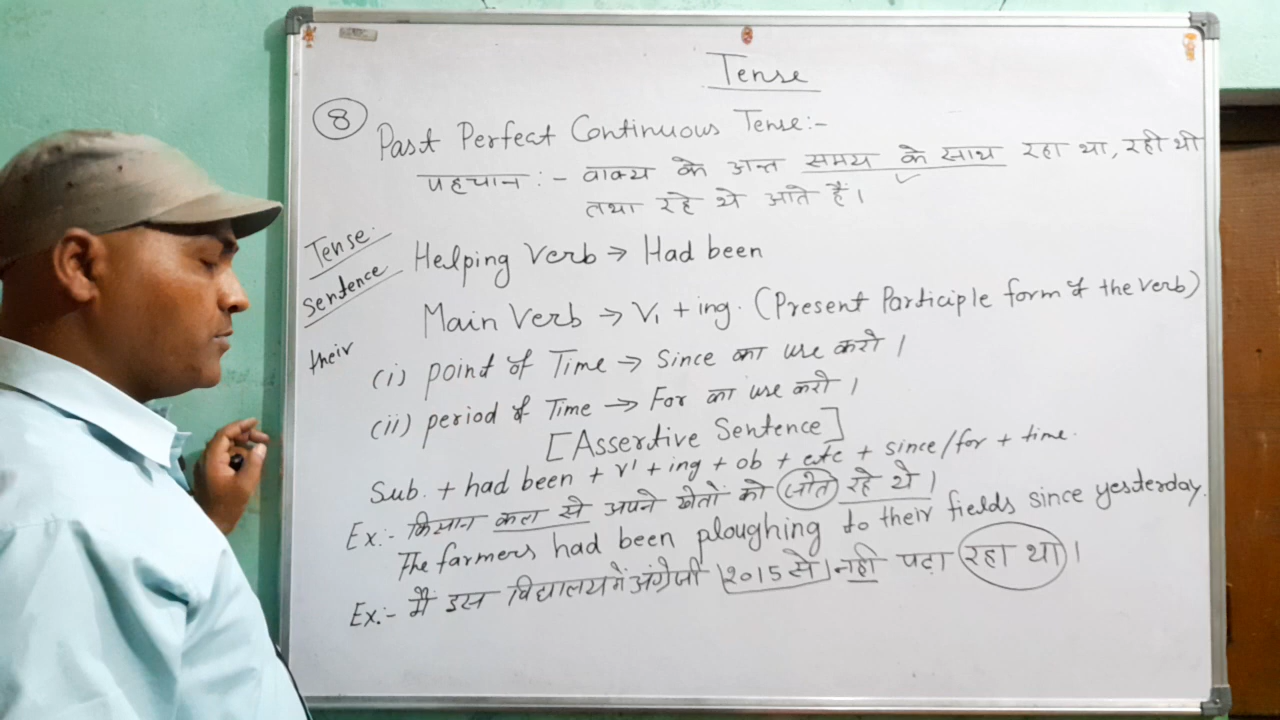 Tense
8
Past Perfect Continuous Tense:-
पहचान :- वाक्य के अन्त समय के साथ रहा था, रही थी
तथा रहे थे आते हैं।
Tense.
sentence
their
Helping Verb → Had been
Main Verb → V₁ + ing. (Present Participle form of the verb)
(i) point of Time → Since का use करो ।
(ii) period of Time → For का use करो ।
[Assertive Sentence]
Sub. + had been + v' + ing + ob + etc + since/for + time.
Ex:- किसान कल से अपने खेतों को जोत रहे थे।
The farmers had been ploughing to their fields since yesterday.
Ex:- मैं इस विद्यालय में अंग्रेजी 2015 से नहीं पढ़ा रहा था।